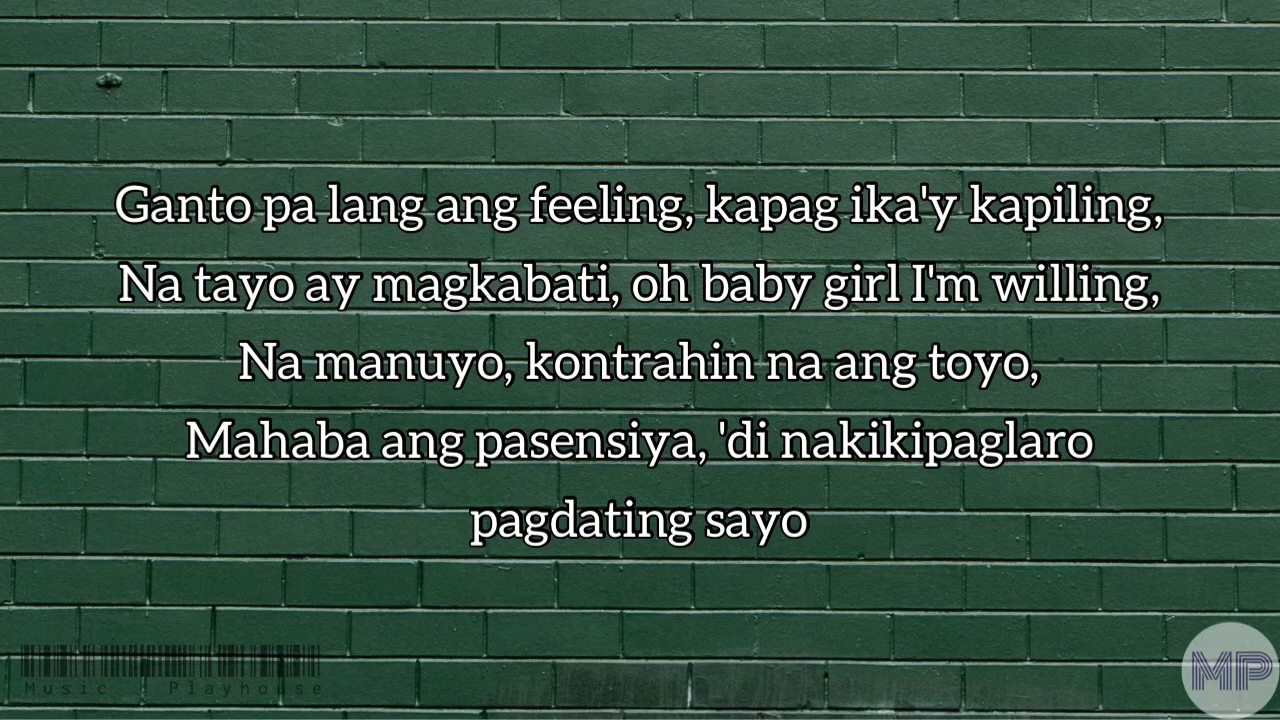 Ganto pa lang ang feeling, kapag ika'y kapiling,
Na tayo ay magkabati, oh baby girl I'm willing,
Na manuyo, kontrahin na ang toyo,
Mahaba ang pasensiya, 'di nakikipaglaro
pagdating sayo
Music Playhouse
MP